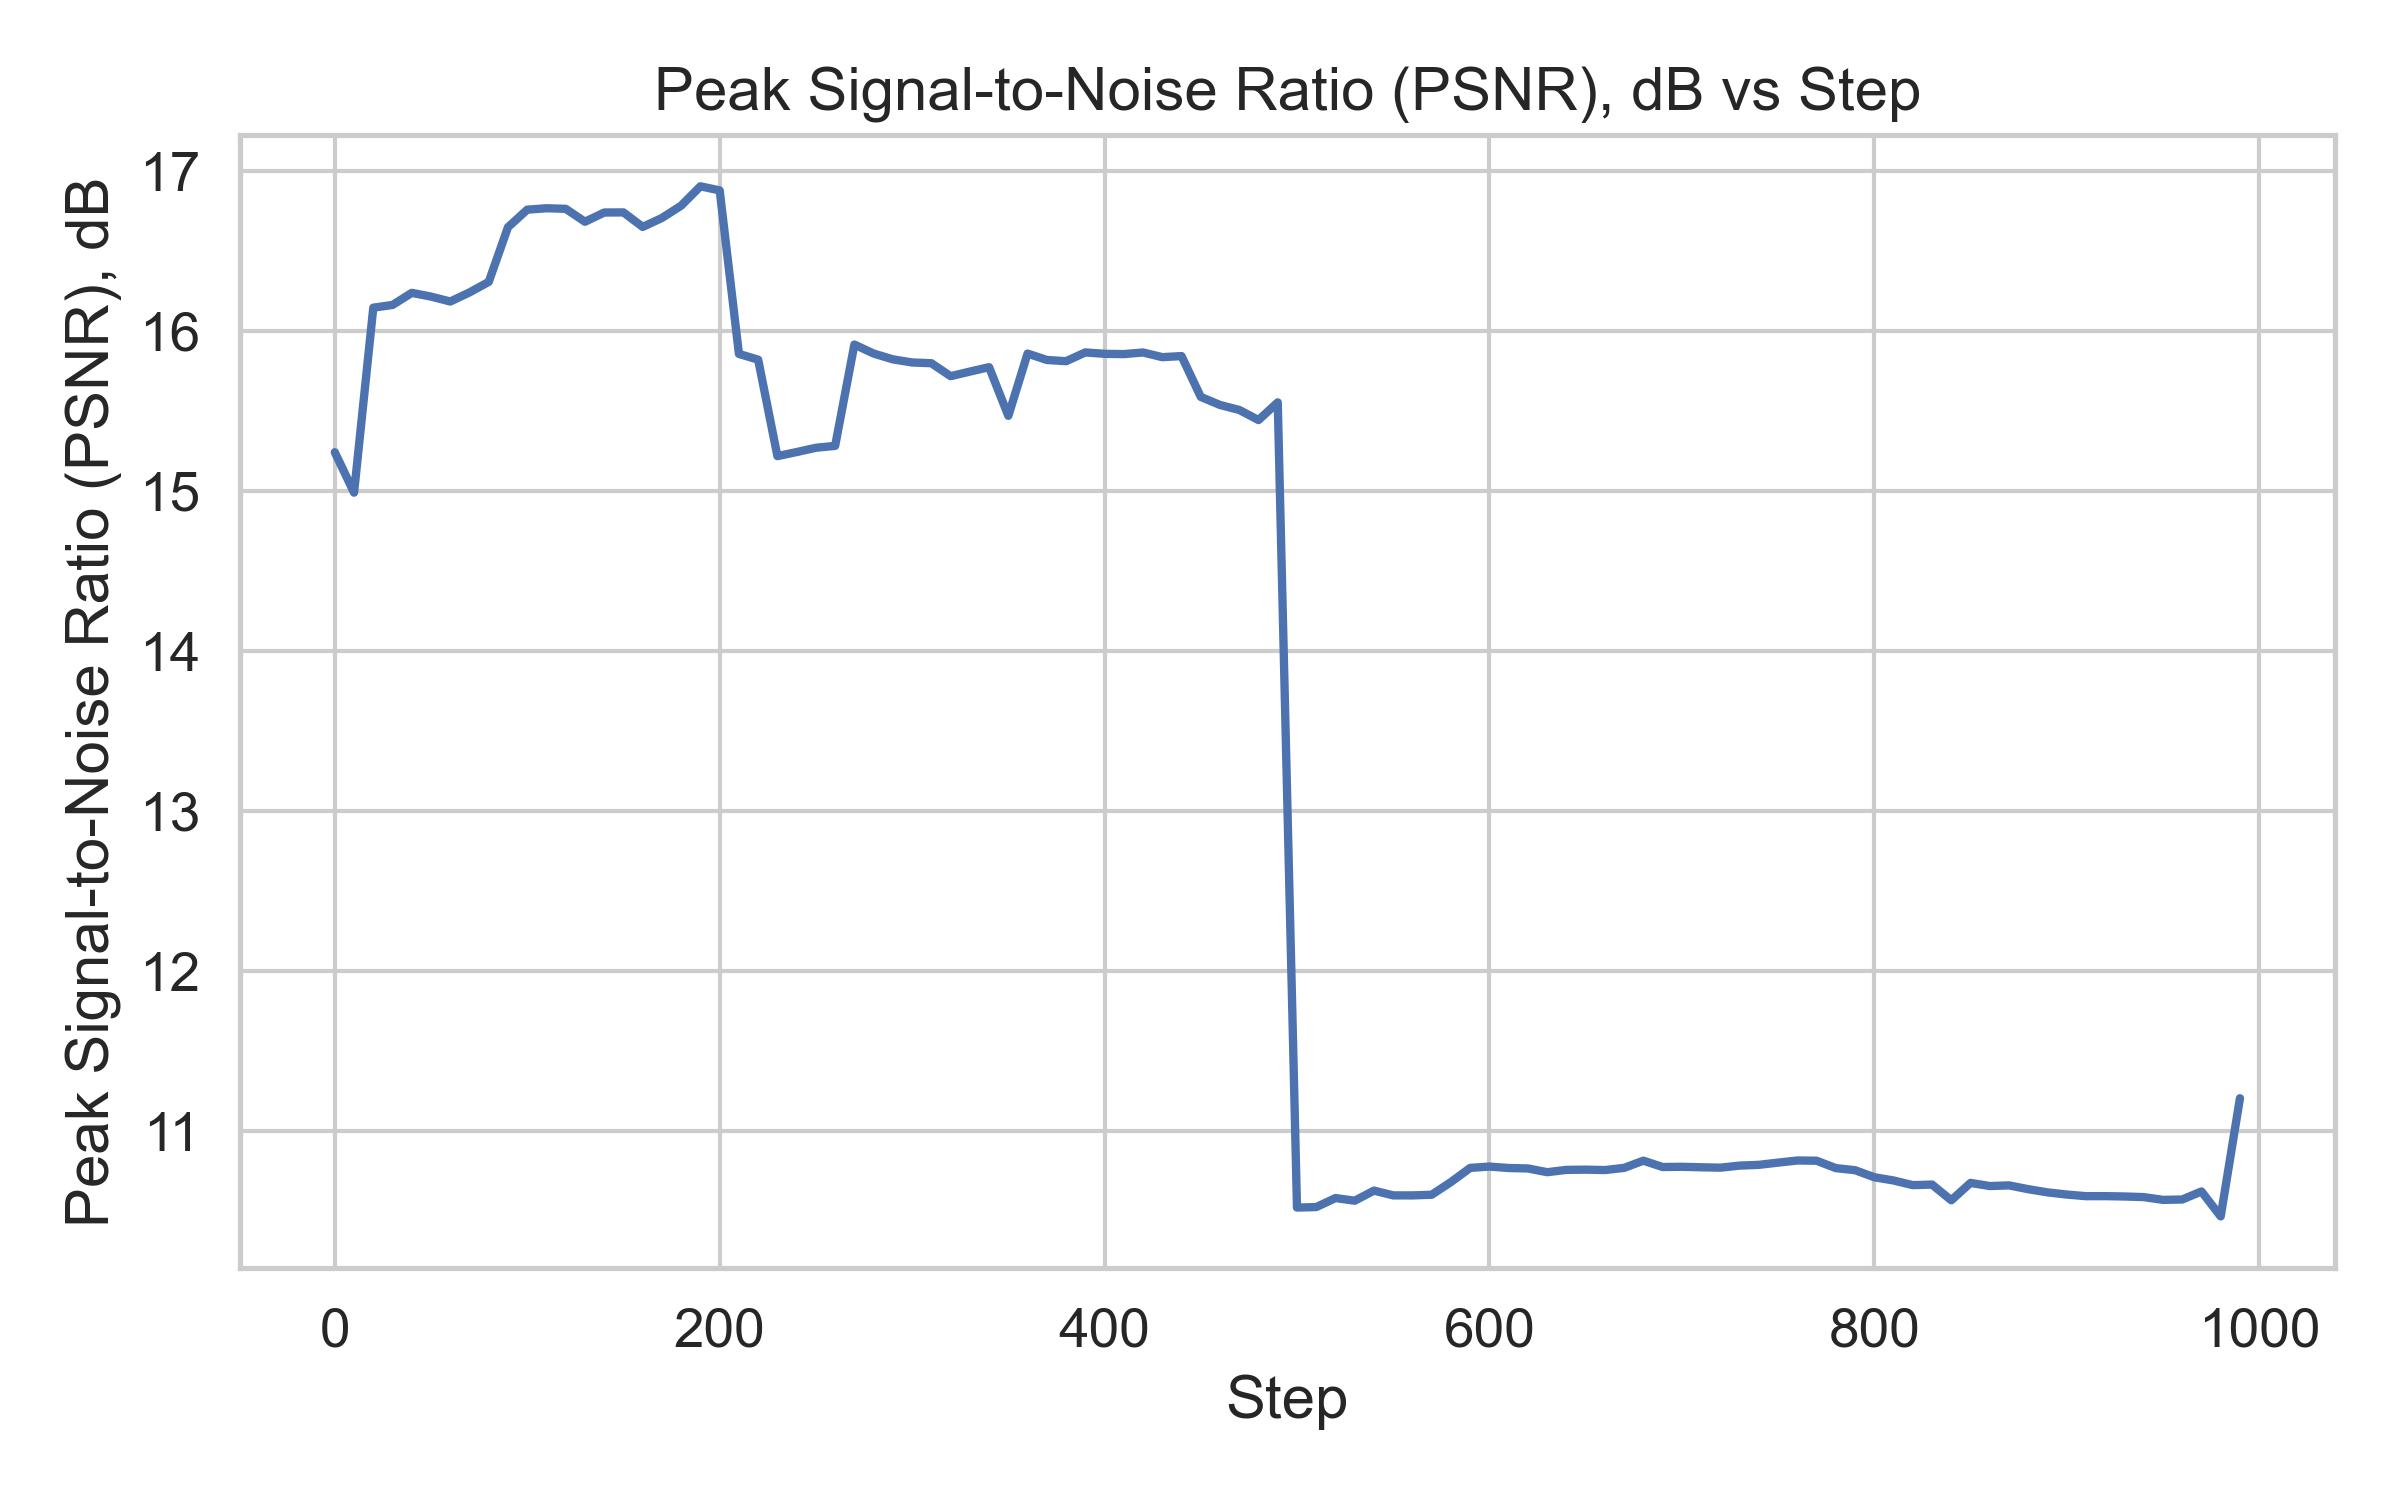 Peak Signal-to-Noise Ratio (PSNR), dB vs Step
Peak Signal-to-Noise Ratio (PSNR), dB
17
16
15
14
13
12
11
0 200 400 600 800 1000
Step